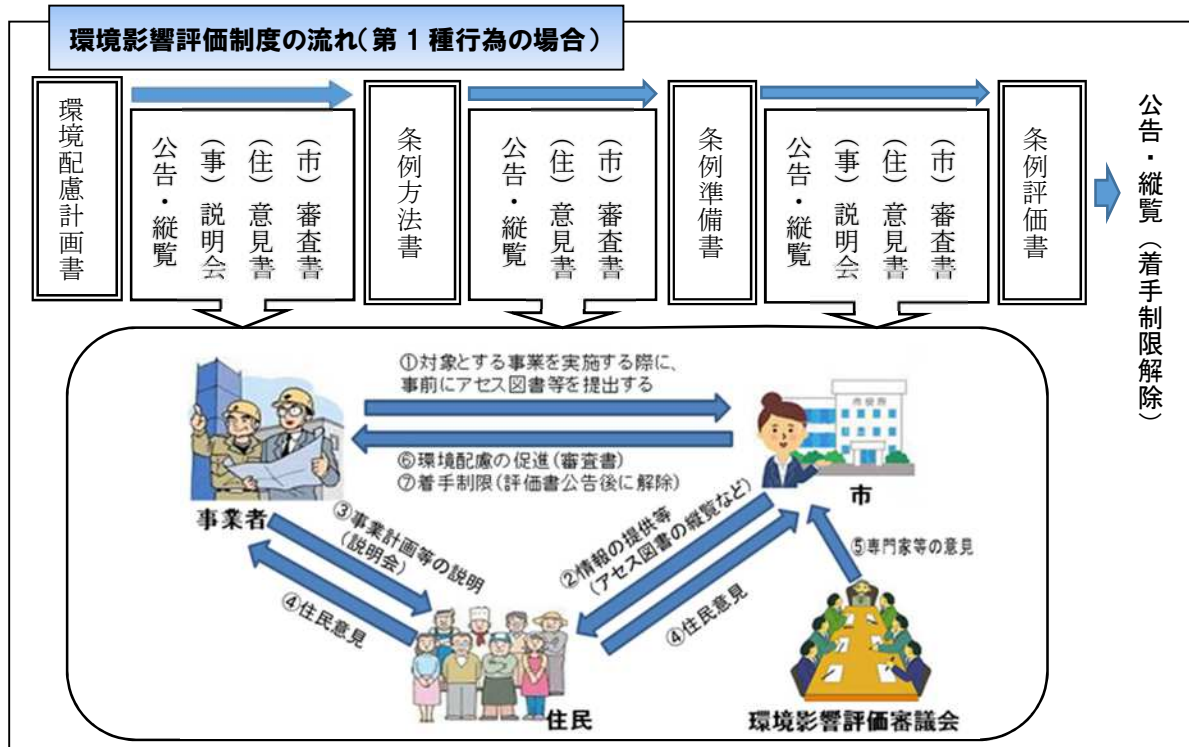 環境影響評価制度の流れ(第1種行為の場合)
環境配慮計画書
公告・縦覧
(事)説明会
(住)意見書
(市)審査書
条例方法書
公告・縦覧
(住)意見書
(市)審査書
条例準備書
公告・縦覧
(事)説明会
(住)意見書
(市)審査書
条例評価書
公告・縦覧(着手制限解除)
①対象とする事業を実施する際に、
事前にアセス図書等を提出する
⑥環境配慮の促進(審査書)
⑦着手制限(評価書公告後に解除)
事業者
市役所
市
③事業計画等の説明
(説明会)
④住民意見
②情報の提供等
(アセス図書の縦覧など)
④住民意見
⑤専門家等の意見
住民
環境影響評価審議会